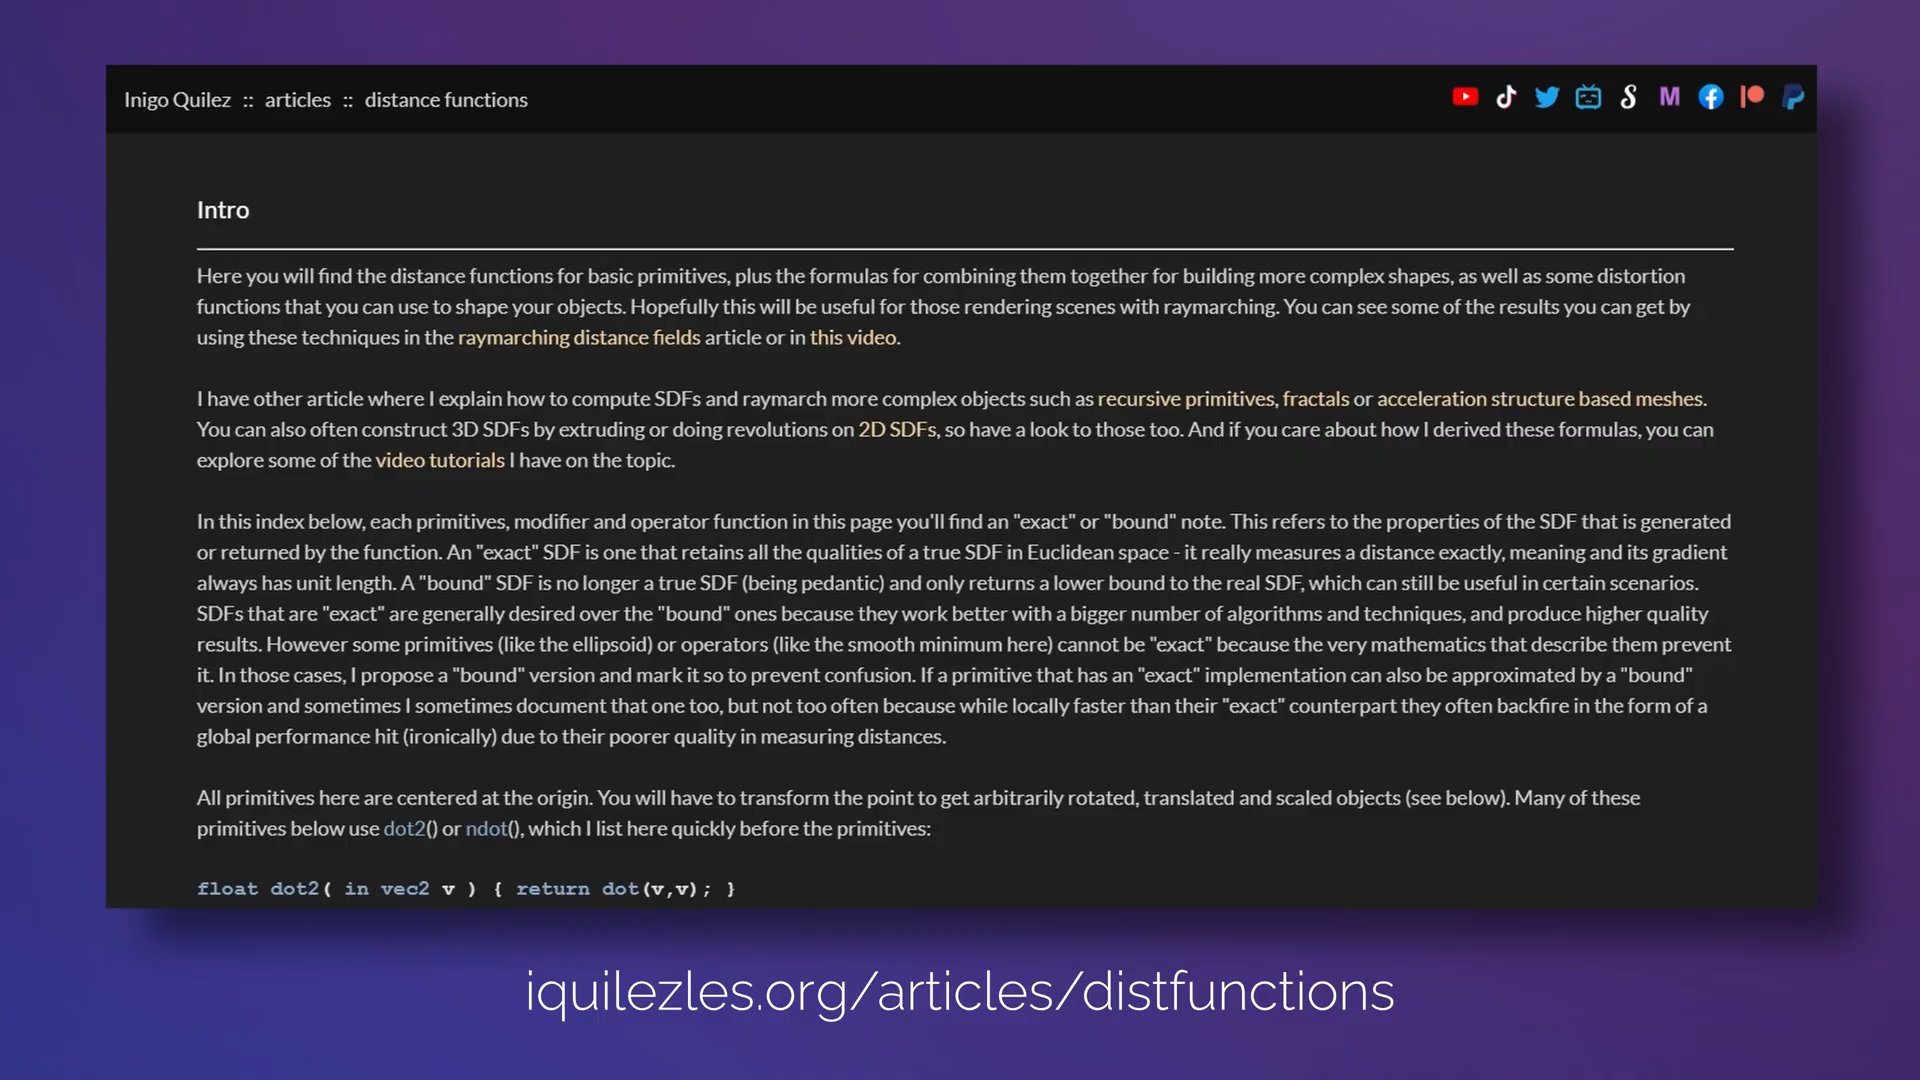 Inigo Quilez :: articles :: distance functions
Intro
Here you will find the distance functions for basic primitives, plus the formulas for combining them together for building more complex shapes, as well as some distortion
functions that you can use to shape your objects. Hopefully this will be useful for those rendering scenes with raymarching. You can see some of the results you can get by
using these techniques in the raymarching distance fields article or in this video.
I have other article where I explain how to compute SDFs and raymarch more complex objects such as recursive primitives, fractals or acceleration structure based meshes.
You can also often construct 3D SDFs by extruding or doing revolutions on 2D SDFs, so have a look to those too. And if you care about how I derived these formulas, you can
explore some of the video tutorials I have on the topic.
In this index below, each primitives, modifier and operator function in this page you'll find an "exact" or "bound" note. This refers to the properties of the SDF that is generated
or returned by the function. An "exact" SDF is one that retains all the qualities of a true SDF in Euclidean space - it really measures a distance exactly, meaning and its gradient
always has unit length. A "bound" SDF is no longer a true SDF (being pedantic) and only returns a lower bound to the real SDF, which can still be useful in certain scenarios.
SDFs that are "exact" are generally desired over the "bound" ones because they work better with a bigger number of algorithms and techniques, and produce higher quality
results. However some primitives (like the ellipsoid) or operators (like the smooth minimum here) cannot be "exact" because the very mathematics that describe them prevent
it. In those cases, I propose a "bound" version and mark it so to prevent confusion. If a primitive that has an "exact" implementation can also be approximated by a "bound"
version and sometimes I sometimes document that one too, but not too often because while locally faster than their "exact" counterpart they often backfire in the form of a
global performance hit (ironically) due to their poorer quality in measuring distances.
All primitives here are centered at the origin. You will have to transform the point to get arbitrarily rotated, translated and scaled objects (see below). Many of these
primitives below use dot2() or ndot(), which I list here quickly before the primitives:
float dot2( in vec2 v ) { return dot(v,v); }
iquilezles.org/articles/distfunctions